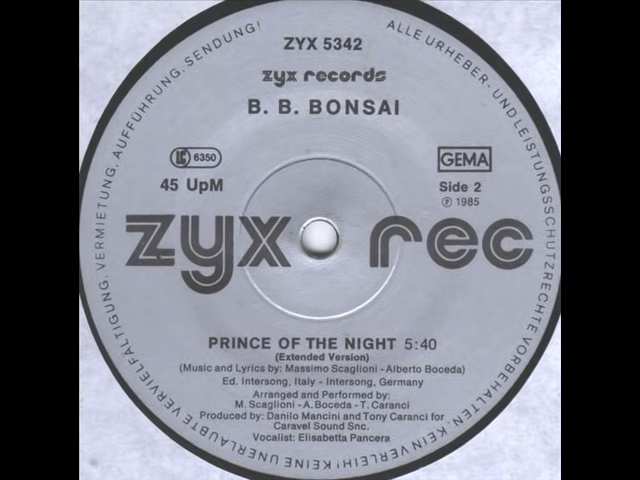 ALLE URHEBER- UND LEISTUNGSSCHUTZRECHTE VORBEHALTEN. KEIN VERLEIH! KEINE UNERLAUBTE VERVIELFÄLTIGUNG, VERMIETUNG, AUFFÜHRUNG, SENDUNG!
ZYX 5342
zyx records
B. B. BONSAI
LC 6350
GEMA
45 UpM
Side 2
℗ 1985
zyx rec
PRINCE OF THE NIGHT 5:40
(Extended Version)
(Music and Lyrics by: Massimo Scaglioni - Alberto Boceda)
Ed. Intersong, Italy - Intersong, Germany
Arranged and Performed by:
M. Scaglioni - A. Boceda - T. Caranci
Produced by: Danilo Mancini and Tony Caranci for
Caravel Sound Snc.
Vocalist: Elisabetta Pancera